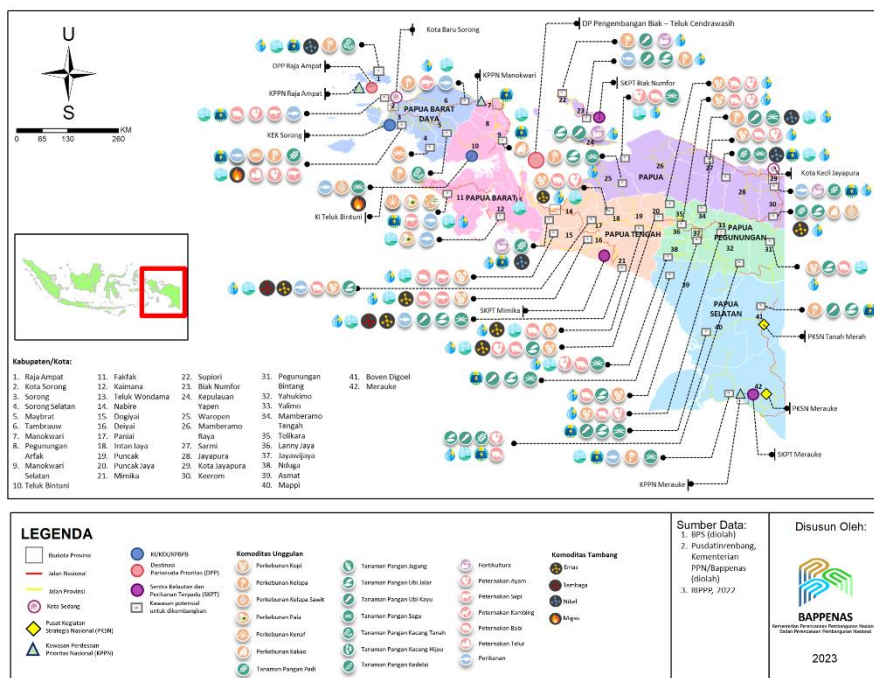 U
S
0 65 130 260
KM
Kota Baru Sorong
DPP Raja Ampat
KPPN Raja Ampat
KPPN Manokwari
KEK Sorong
KI Teluk Bintuni
DP Pengembangan Biak – Teluk Cendrawasih
SKPT Biak Numfor
Kota Kecil Jayapura
SKPT Mimika
PKSN Tanah Merah
PKSN Merauke
SKPT Merauke
KPPN Merauke
PAPUA BARAT
DAYA
PAPUA BARAT
PAPUA
PAPUA TENGAH
PAPUA
PEGUNUNGAN
PAPUA
SELATAN
Kabupaten/Kota:
1. Raja Ampat
2. Kota Sorong
3. Sorong
4. Sorong Selatan
5. Maybrat
6. Tambrauw
7. Manokwari
8. Pegunungan
Arfak
9. Manokwari
Selatan
10. Teluk Bintuni
11. Fakfak
12. Kaimana
13. Teluk Wondama
14. Nabire
15. Dogiyai
16. Deiyai
17. Paniai
18. Intan Jaya
19. Puncak
20. Puncak Jaya
21. Mimika
22. Supiori
23. Biak Numfor
24. Kepulauan
Yapen
25. Waropen
26. Mamberamo
Raya
27. Sarmi
28. Jayapura
29. Kota Jayapura
30. Keerom
31. Pegunungan
Bintang
32. Yahukimo
33. Yalimo
34. Mamberamo
Tengah
35. Tolikara
36. Lanny Jaya
37. Jayawijaya
38. Nduga
39. Asmat
40. Mappi
41. Boven Digoel
42. Merauke
LEGENDA
Ibukota Provinsi
Jalan Nasional
Jalan Provinsi
Kota Sedang
Pusat Kegiatan
Strategis Nasional (PKSN)
Kawasan Perdesaan
Prioritas Nasional (KPPN)
KI/KEK/KPBPB
Destinasi
Pariwisata Prioritas (DPP)
Sentra Kelautan dan
Perikanan Terpadu (SKPT)
Kawasan potensial
untuk dikembangkan
Komoditas Unggulan
Perkebunan Kopi
Perkebunan Kelapa
Perkebunan Kelapa Sawit
Perkebunan Pala
Perkebunan Kenaf
Perkebunan Kakao
Tanaman Pangan Padi
Tanaman Pangan Jagung
Tanaman Pangan Ubi Jalar
Tanaman Pangan Ubi Kayu
Tanaman Pangan Sagu
Tanaman Pangan Kacang Tanah
Tanaman Pangan Kacang Hijau
Tanaman Pangan Kedelai
Hortikultura
Peternakan Ayam
Peternakan Sapi
Peternakan Kambing
Peternakan Babi
Peternakan Telur
Perikanan
Komoditas Tambang
Emas
Tembaga
Nikel
Migas
Sumber Data:
1. BPS (diolah)
2. Pusdatinrenbang,
Kementerian
PPN/Bappenas
(diolah)
3. RIPPP, 2022
Disusun Oleh:
BAPPENAS
Kementerian Perencanaan Pembangunan Nasional/
Badan Perencanaan Pembangunan Nasional
2023